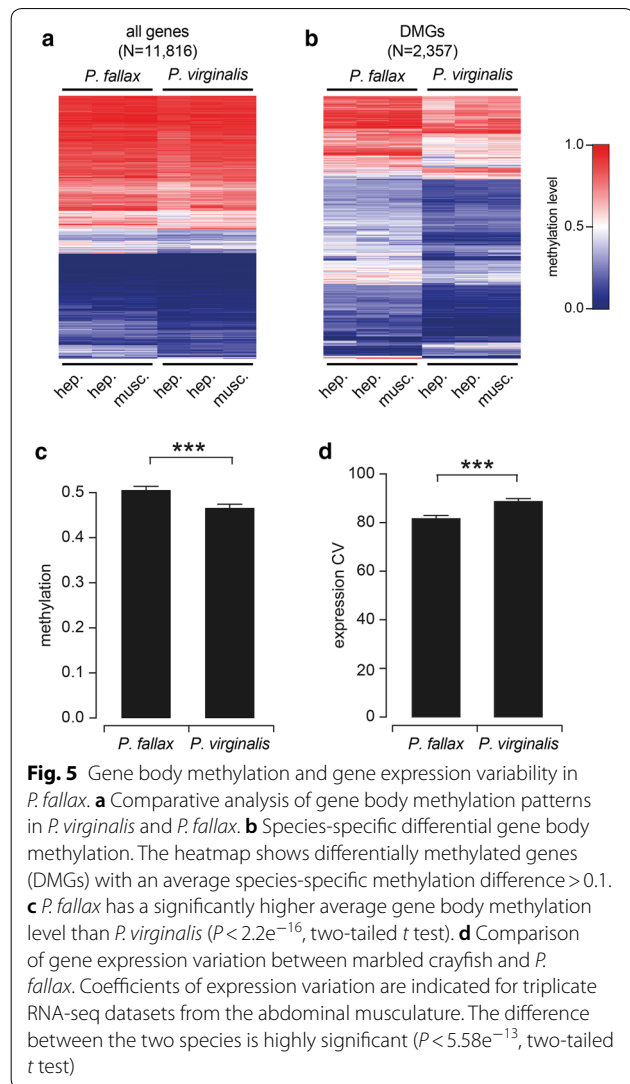 a
all genes
(N=11,816)
P. fallax
P. virginalis
hep.
hep.
musc.
hep.
hep.
musc.
b
DMGs
(N=2,357)
P. fallax
P. virginalis
hep.
hep.
musc.
hep.
hep.
musc.
1.0
0.5
0.0
methylation level
c
***
0.5
0.4
0.3
0.2
0.2
0.0
methylation
P. fallax
P. virginalis
d
***
100
80
60
40
20
0
expression CV
P. fallax
P. virginalis
Fig. 5 Gene body methylation and gene expression variability in
P. fallax. a Comparative analysis of gene body methylation patterns
in P. virginalis and P. fallax. b Species-specific differential gene body
methylation. The heatmap shows differentially methylated genes
(DMGs) with an average species-specific methylation difference > 0.1.
c P. fallax has a significantly higher average gene body methylation
level than P. virginalis (P < 2.2e−16, two-tailed t test). d Comparison
of gene expression variation between marbled crayfish and P.
fallax. Coefficients of expression variation are indicated for triplicate
RNA-seq datasets from the abdominal musculature. The difference
between the two species is highly significant (P < 5.58e−13, two-tailed
t test)